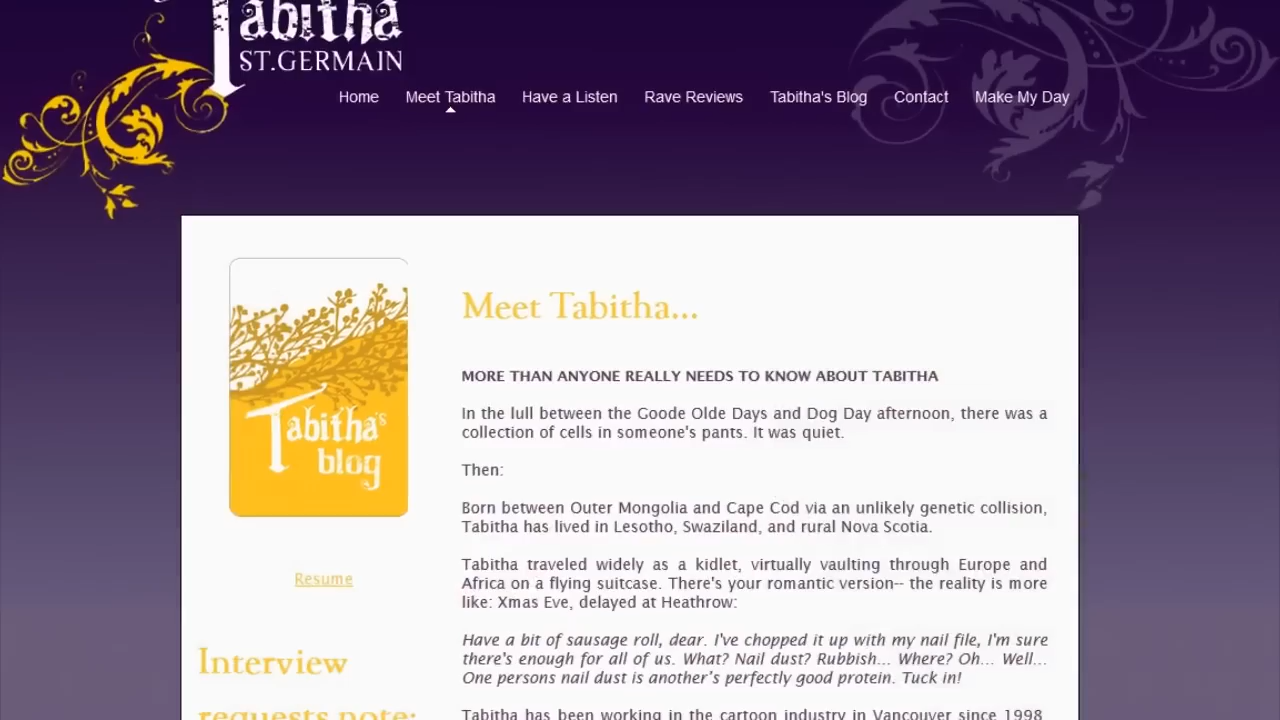 Tabitha
ST.GERMAIN
Home Meet Tabitha Have a Listen Rave Reviews Tabitha's Blog Contact Make My Day
Tabitha's
blog
Resume
Interview
requests note:
Meet Tabitha...
MORE THAN ANYONE REALLY NEEDS TO KNOW ABOUT TABITHA
In the lull between the Goode Olde Days and Dog Day afternoon, there was a
collection of cells in someone's pants. It was quiet.
Then:
Born between Outer Mongolia and Cape Cod via an unlikely genetic collision,
Tabitha has lived in Lesotho, Swaziland, and rural Nova Scotia.
Tabitha traveled widely as a kidlet, virtually vaulting through Europe and
Africa on a flying suitcase. There's your romantic version-- the reality is more
like: Xmas Eve, delayed at Heathrow:
Have a bit of sausage roll, dear. I've chopped it up with my nail file, I'm sure
there's enough for all of us. What? Nail dust? Rubbish... Where? Oh... Well...
One persons nail dust is another's perfectly good protein. Tuck in!
Tabitha has been working in the cartoon industry in Vancouver since 1998,